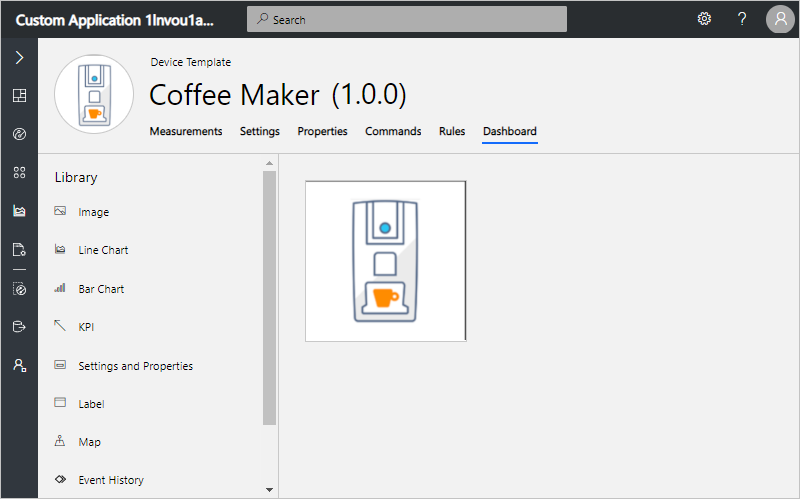 Custom Application 1Invou1a...
Search
?
Device Template
Coffee Maker (1.0.0)
Measurements Settings Properties Commands Rules Dashboard
Library
Image
Line Chart
Bar Chart
KPI
Settings and Properties
Label
Map
Event History